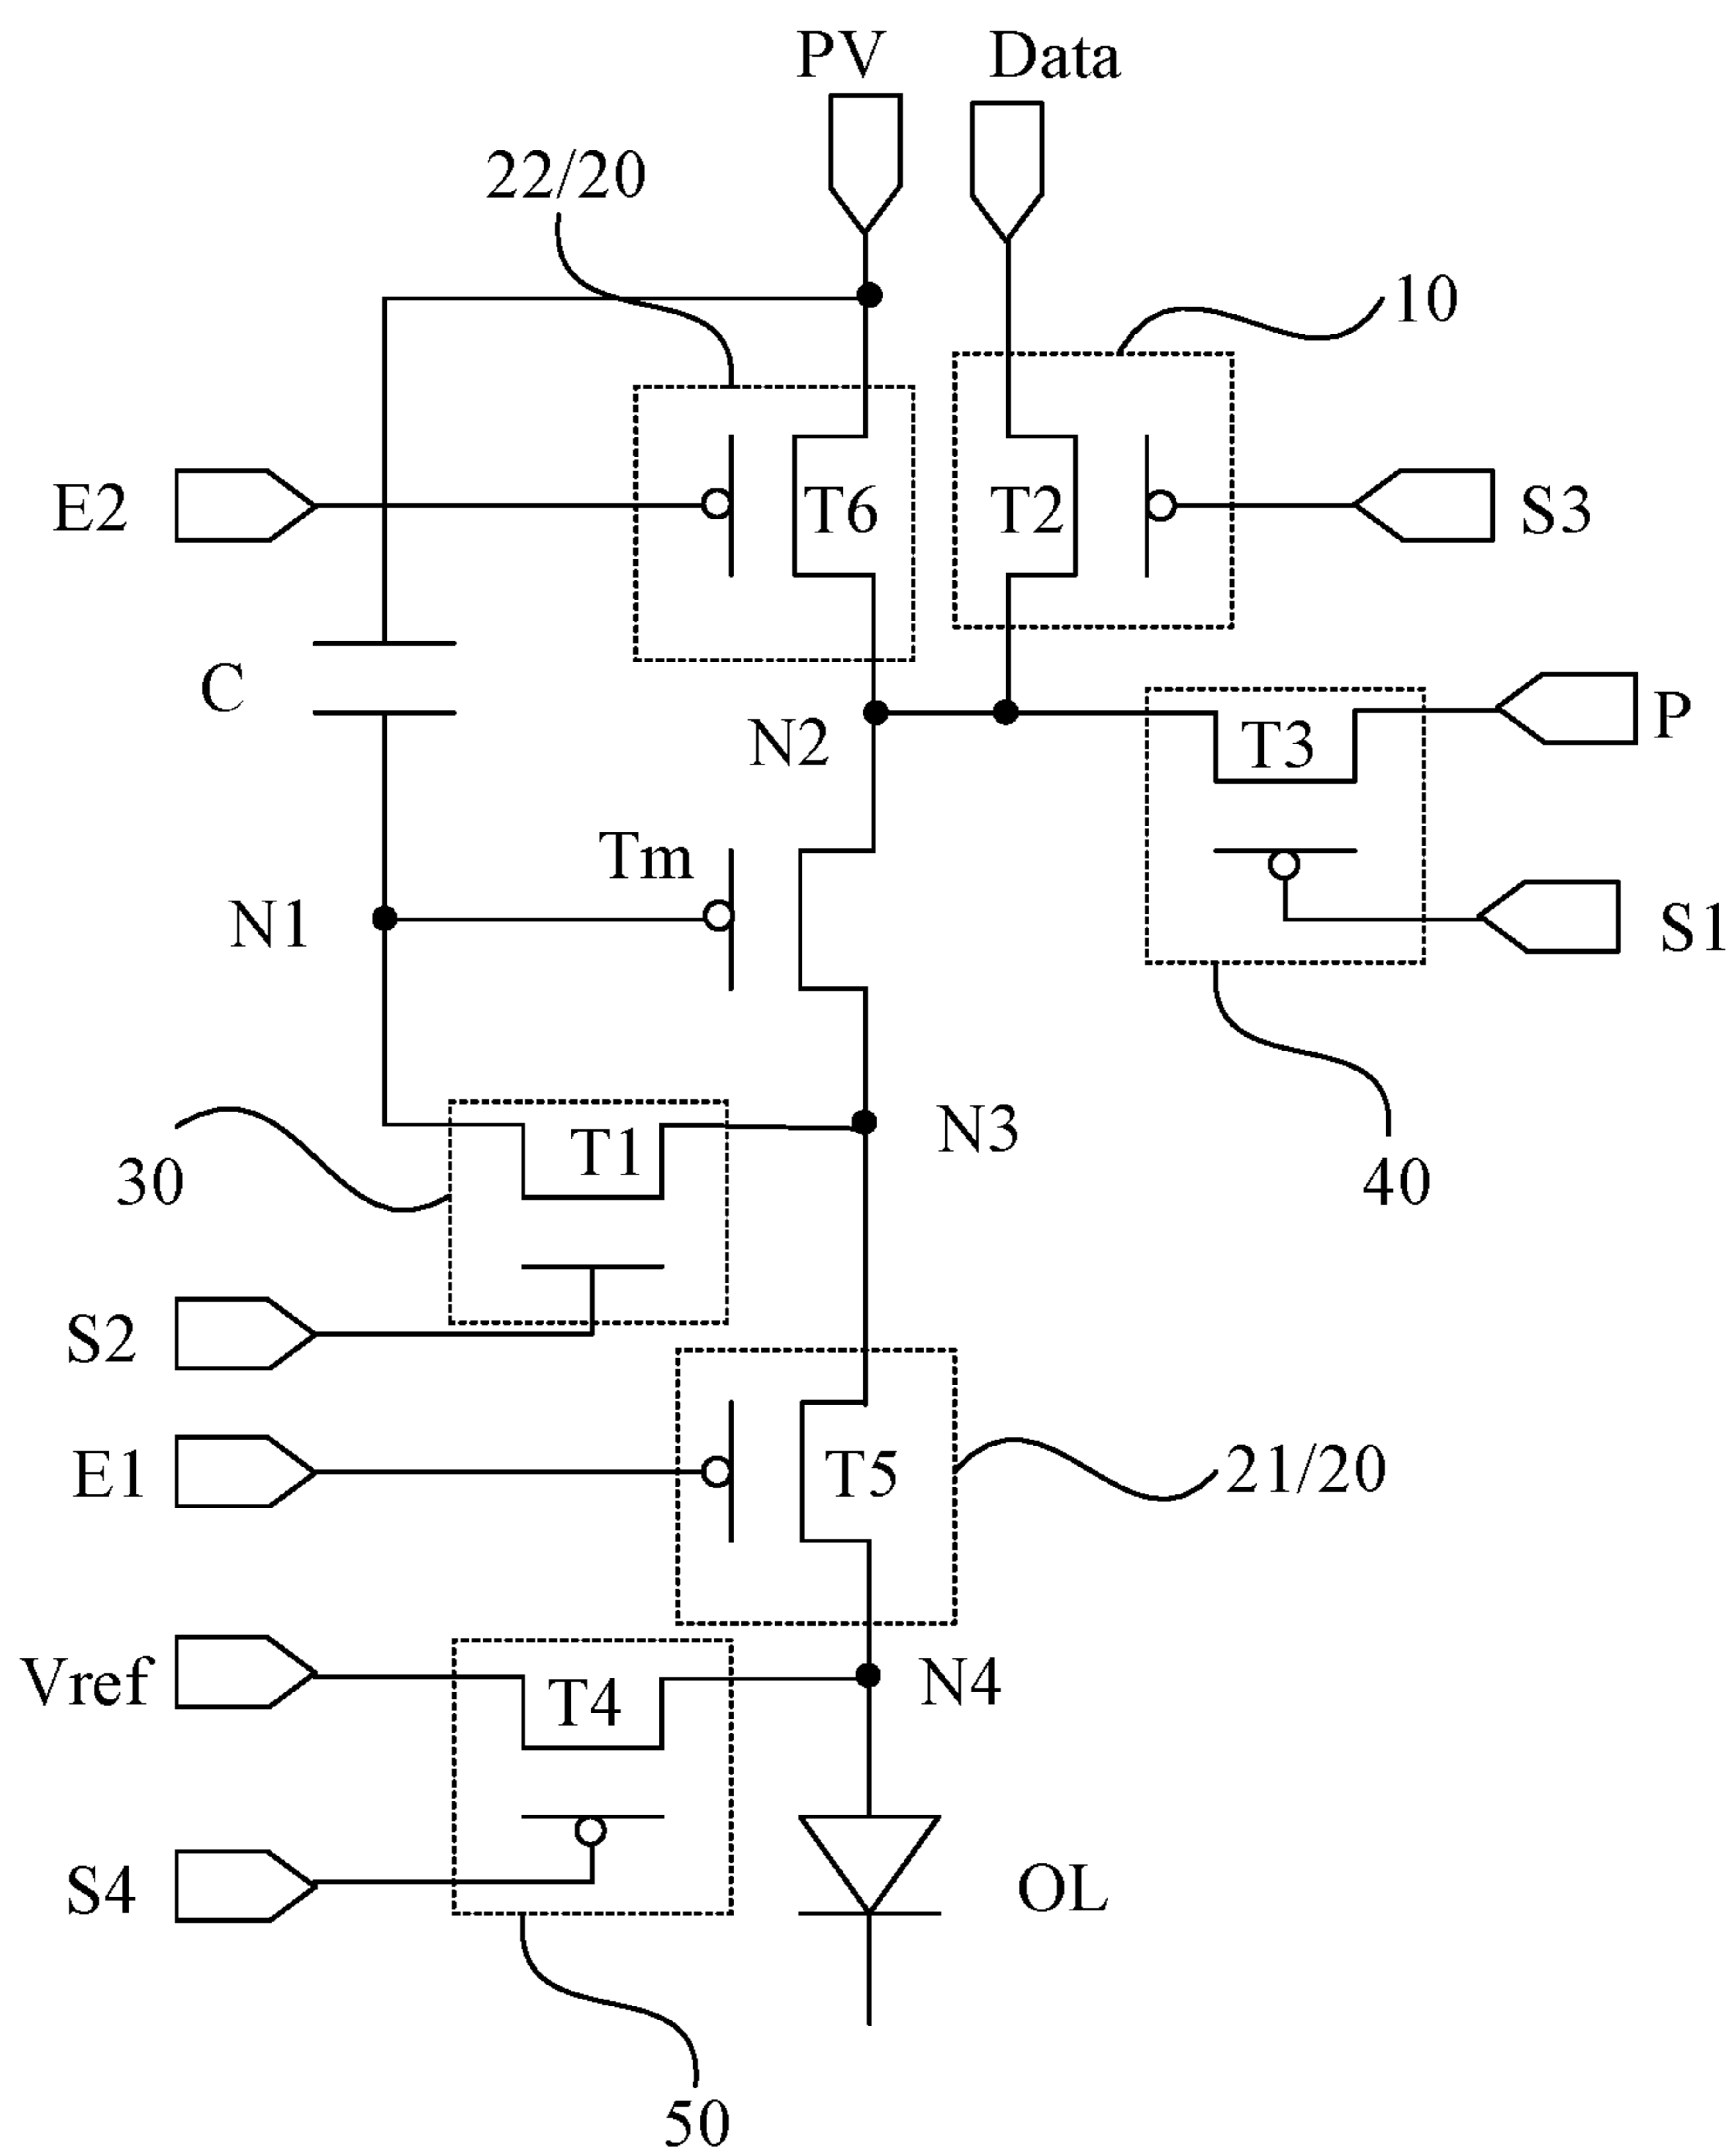 PV Data
22/20
10
E2 T6 T2 S3
C
N2 T3 P
Tm
N1 S1
T1 N3
30 40
S2
E1 T5 21/20
Vref T4 N4
S4 OL
50